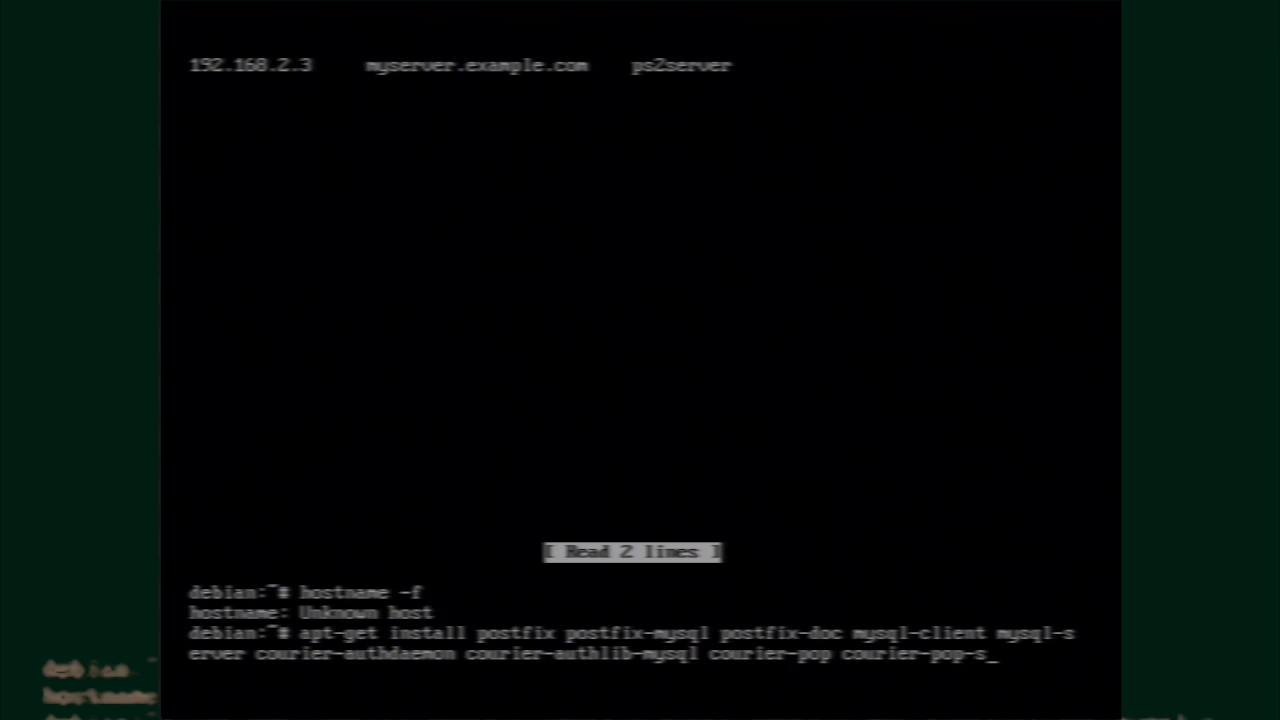 192.168.2.3 myserver.example.com ps2server
[ Read 2 lines ]
debian:~# hostname -f
hostname: Unknown host
debian:~# apt-get install postfix postfix-mysql postfix-doc mysql-client mysql-s
erver courier-authdaemon courier-authlib-mysql courier-pop courier-pop-s_
debian:~
hostname